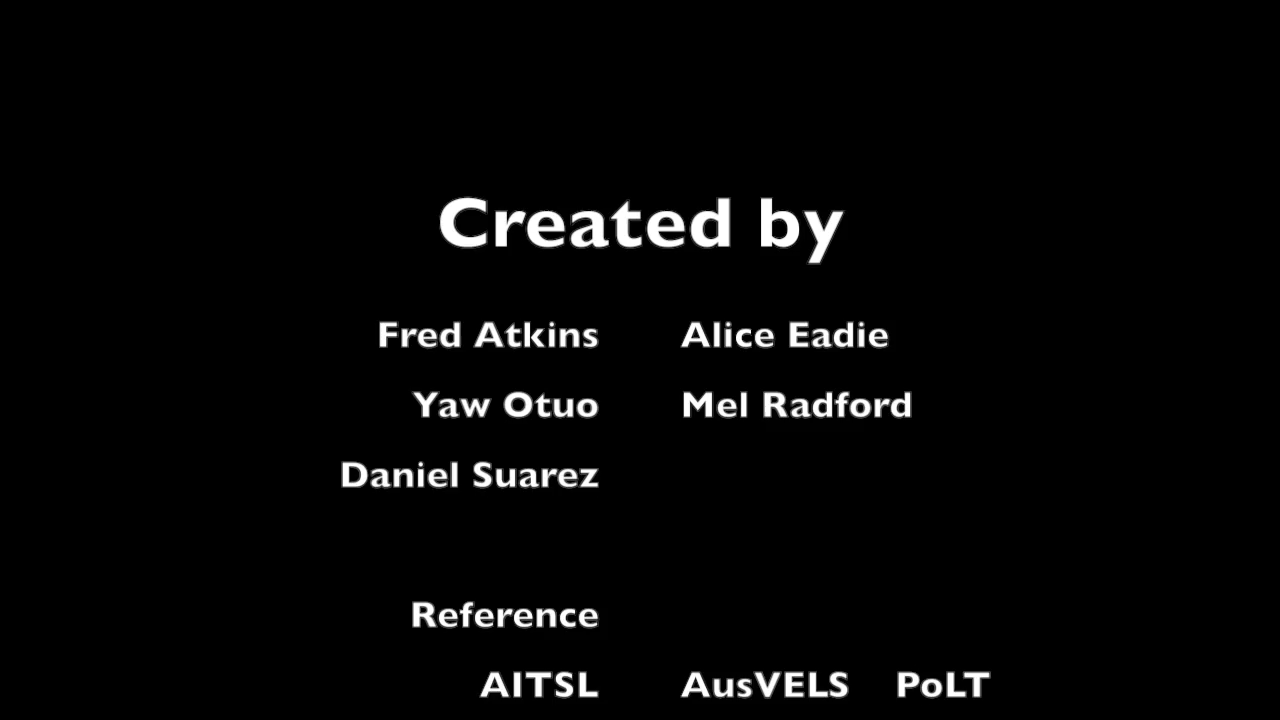 Created by
Fred Atkins Alice Eadie
Yaw Otuo Mel Radford
Daniel Suarez
Reference
AITSL AusVELS PoLT